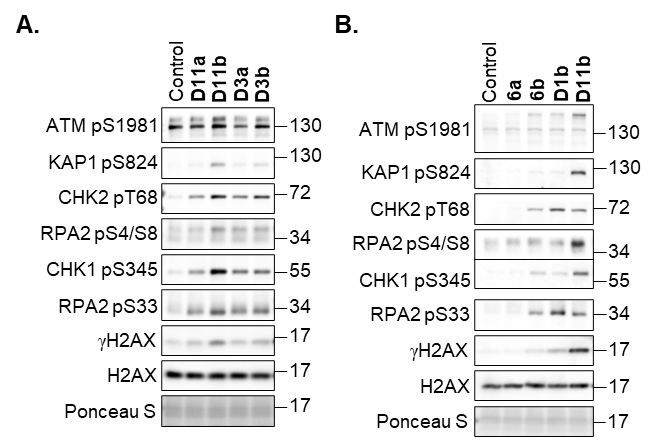 A.
Control D11a D11b D3a D3b
ATM pS1981 130
KAP1 pS824 130
CHK2 pT68 72
RPA2 pS4/S8 34
CHK1 pS345 55
RPA2 pS33 34
γH2AX 17
H2AX 17
Ponceau S 17
B.
Control 6a 6b D1b D11b
ATM pS1981 130
KAP1 pS824 130
CHK2 pT68 72
RPA2 pS4/S8 34
CHK1 pS345 55
RPA2 pS33 34
γH2AX 17
H2AX 17
Ponceau S 17